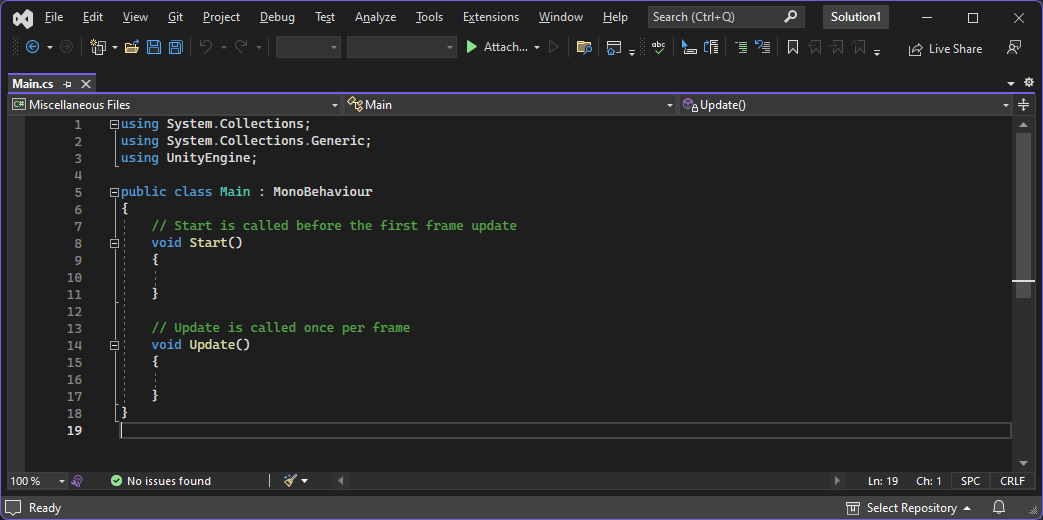 File Edit View Git Project Debug Test Analyze Tools Extensions Window Help Search (Ctrl+Q) Solution1
Attach... abc Live Share
Main.cs
C# Miscellaneous Files Main Update()
1 using System.Collections;
2 using System.Collections.Generic;
3 using UnityEngine;
4
5 public class Main : MonoBehaviour
6 {
7 // Start is called before the first frame update
8 void Start()
9 {
10
11 }
12
13 // Update is called once per frame
14 void Update()
15 {
16
17 }
18 }
19
100 % No issues found Ln: 19 Ch: 1 SPC CRLF
Ready Select Repository